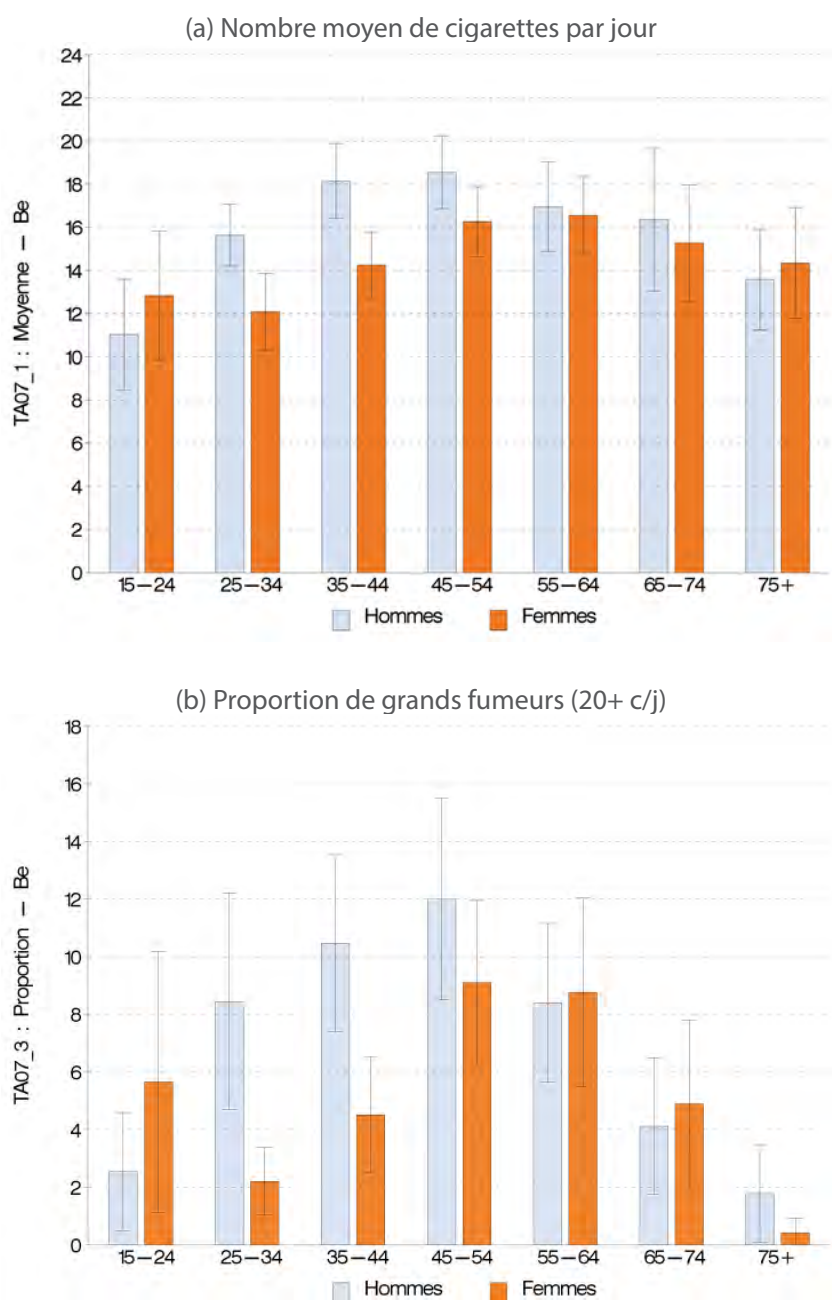 (a) Nombre moyen de cigarettes par jour
24
22
20
18
16
14
12
10
8
6
4
2
0
TA07_1 : Moyenne – Be
15–24 25–34 35–44 45–54 55–64 65–74 75+
Hommes Femmes
(b) Proportion de grands fumeurs (20+ c/j)
18
16
14
12
10
8
6
4
2
0
TA07_3 : Proportion – Be
15–24 25–34 35–44 45–54 55–64 65–74 75+
Hommes Femmes